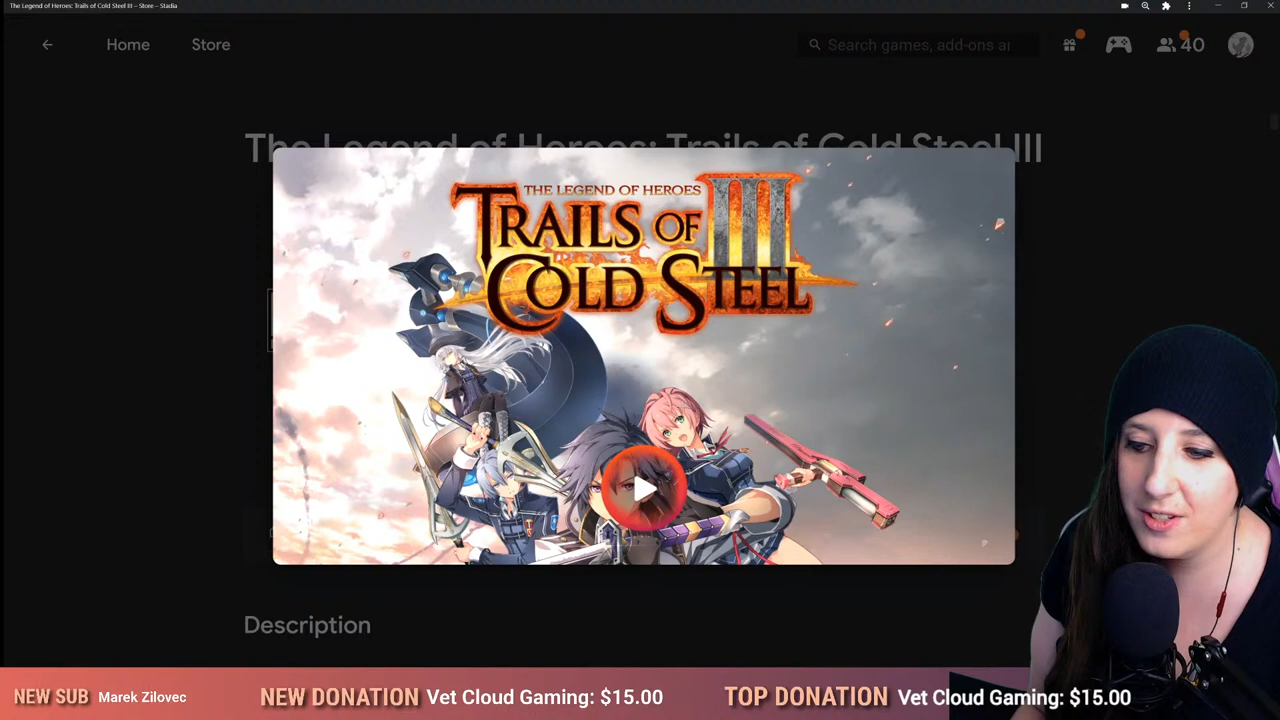 The Legend of Heroes: Trails of Cold Steel III – Store – Stadia
Home Store Search games, add-ons ar 40
The Legend of Heroes: Trails of Cold Steel III
THE LEGEND OF HEROES
TRAILS OF III
COLD STEEL
Description
NEW SUB Marek Zilovec NEW DONATION Vet Cloud Gaming: $15.00 TOP DONATION Vet Cloud Gaming: $15.00